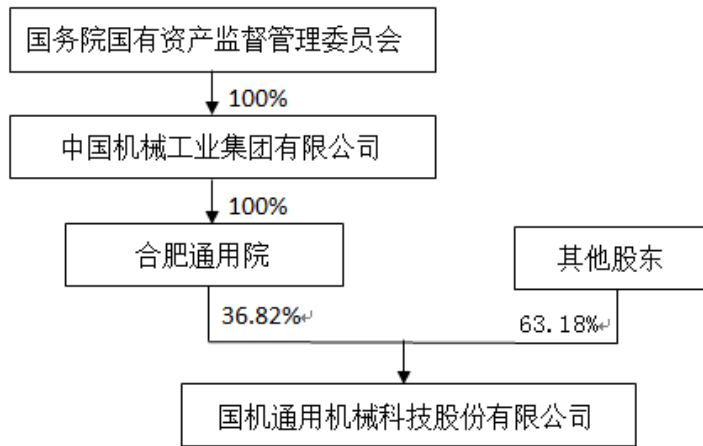 国务院国有资产监督管理委员会
100%
中国机械工业集团有限公司
100%
合肥通用院
其他股东
36.82%↵
63.18%↵
国机通用机械科技股份有限公司